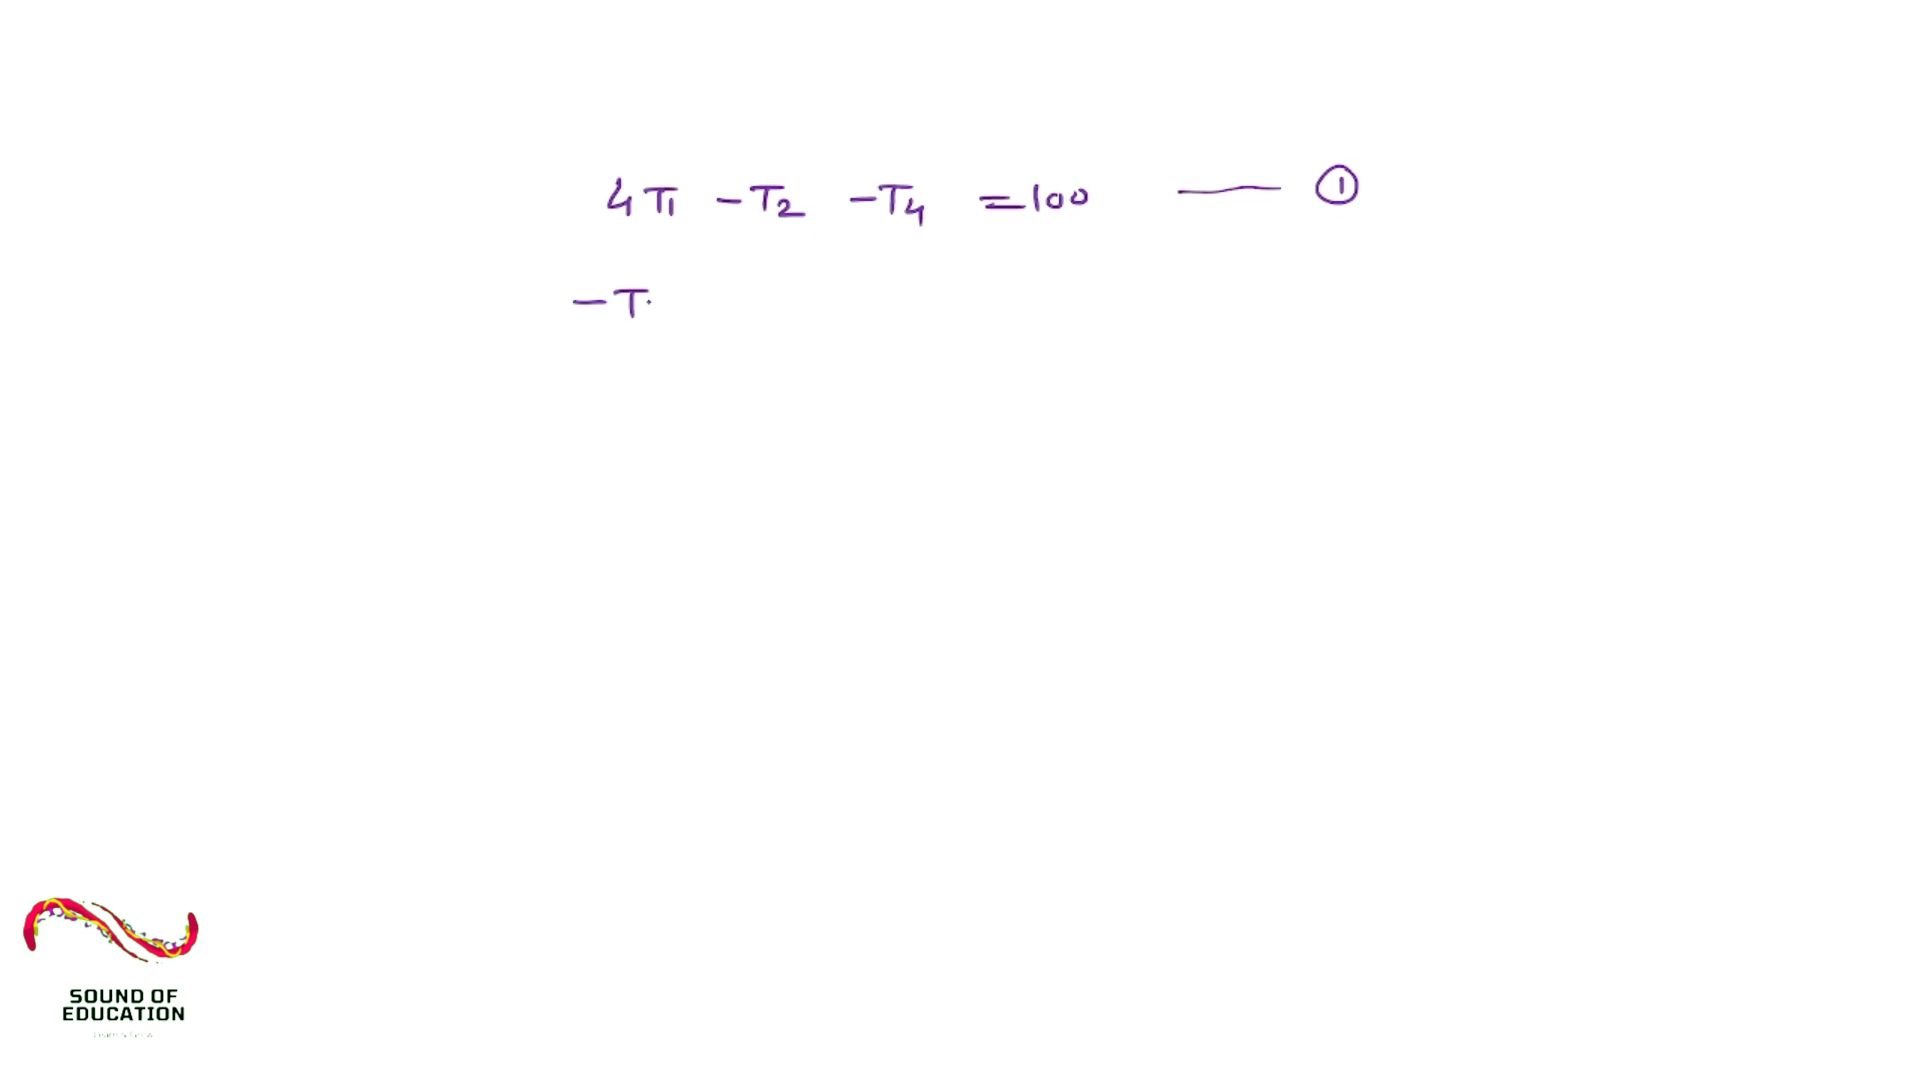 4T₁ -T₂ -T₄ =100 —— ①
-T
SOUND OF
EDUCATION